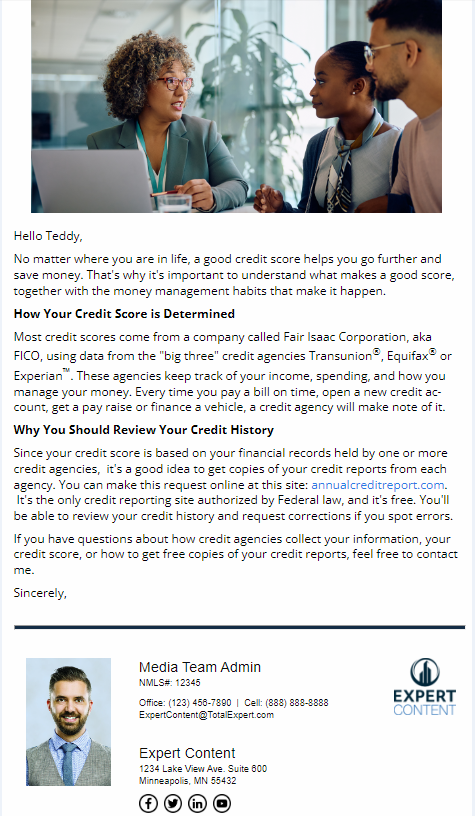 Hello Teddy,
No matter where you are in life, a good credit score helps you go further and
save money. That's why it's important to understand what makes a good score,
together with the money management habits that make it happen.
How Your Credit Score is Determined
Most credit scores come from a company called Fair Isaac Corporation, aka
FICO, using data from the "big three" credit agencies Transunion®, Equifax® or
Experian™. These agencies keep track of your income, spending, and how you
manage your money. Every time you pay a bill on time, open a new credit ac-
count, get a pay raise or finance a vehicle, a credit agency will make note of it.
Why You Should Review Your Credit History
Since your credit score is based on your financial records held by one or more
credit agencies,  it's a good idea to get copies of your credit reports from each
agency. You can make this request online at this site: annualcreditreport.com.
It's the only credit reporting site authorized by Federal law, and it's free. You'll
be able to review your credit history and request corrections if you spot errors.
If you have questions about how credit agencies collect your information, your
credit score, or how to get free copies of your credit reports, feel free to contact
me.
Sincerely,
Media Team Admin
NMLS#: 12345
Office: (123) 456-7890 | Cell: (888) 888-8888
ExpertContent@TotalExpert.com
EXPERT
CONTENT
Expert Content
1234 Lake View Ave. Suite 600
Minneapolis, MN 55432